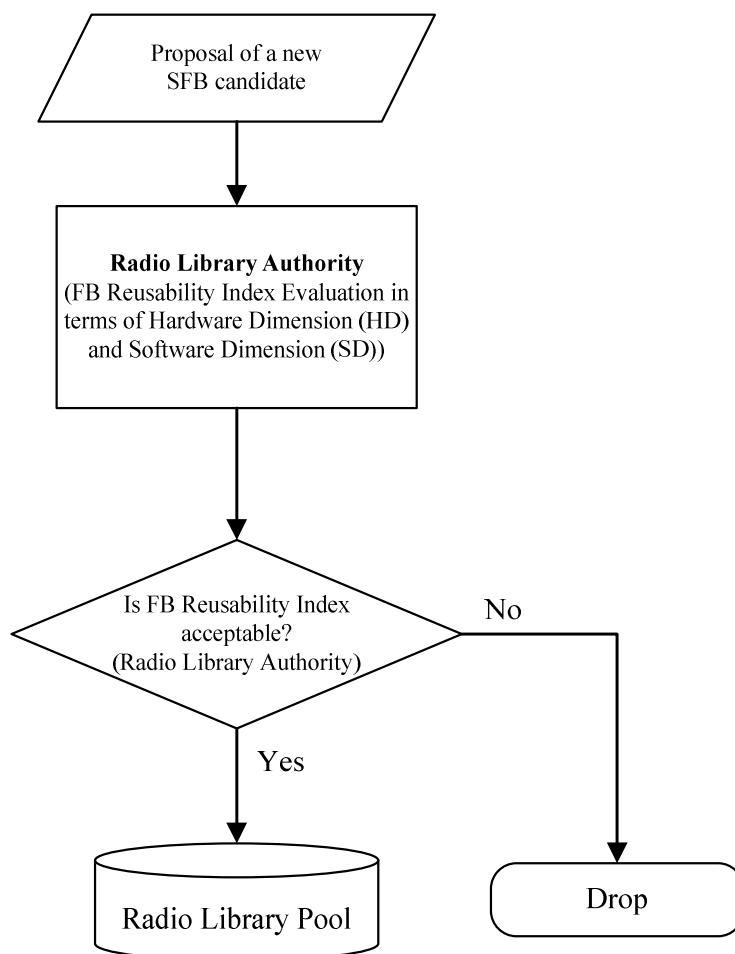 Proposal of a new
SFB candidate
Radio Library Authority
(FB Reusability Index Evaluation in
terms of Hardware Dimension (HD)
and Software Dimension (SD))
Is FB Reusability Index
acceptable?
(Radio Library Authority)
No
Yes
Radio Library Pool
Drop